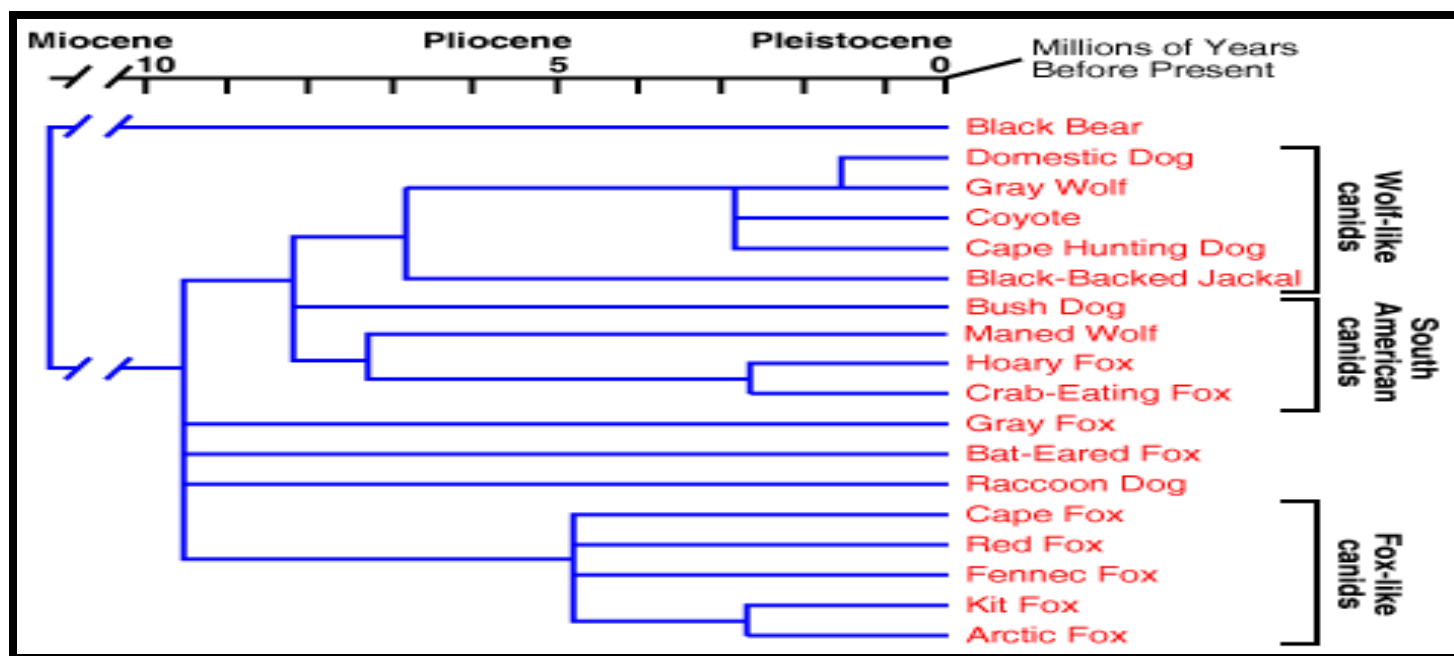 Miocene Pliocene Pleistocene
10 5 0
Millions of Years
Before Present
Black Bear
Domestic Dog
Gray Wolf
Coyote
Cape Hunting Dog
Black-Backed Jackal
Wolf-like
canids
Bush Dog
Maned Wolf
Hoary Fox
Crab-Eating Fox
South
American
canids
Gray Fox
Bat-Eared Fox
Raccoon Dog
Cape Fox
Red Fox
Fennec Fox
Kit Fox
Arctic Fox
Fox-like
canids